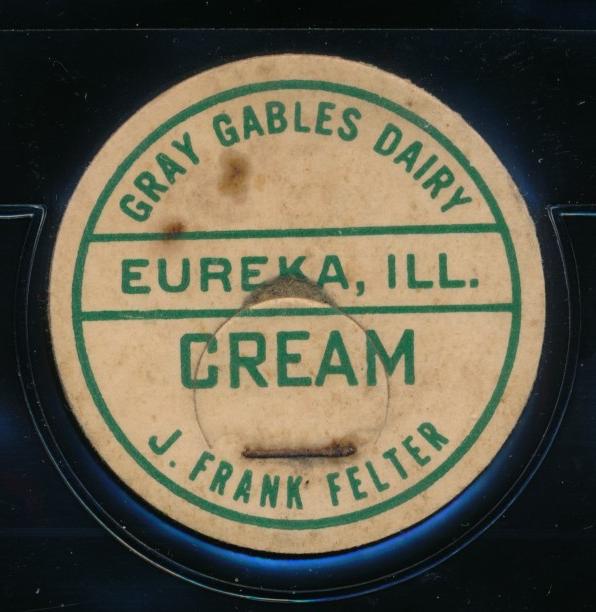 GRAY GABLES DAIRY
EUREKA, ILL.
CREAM
J. FRANK FELTER